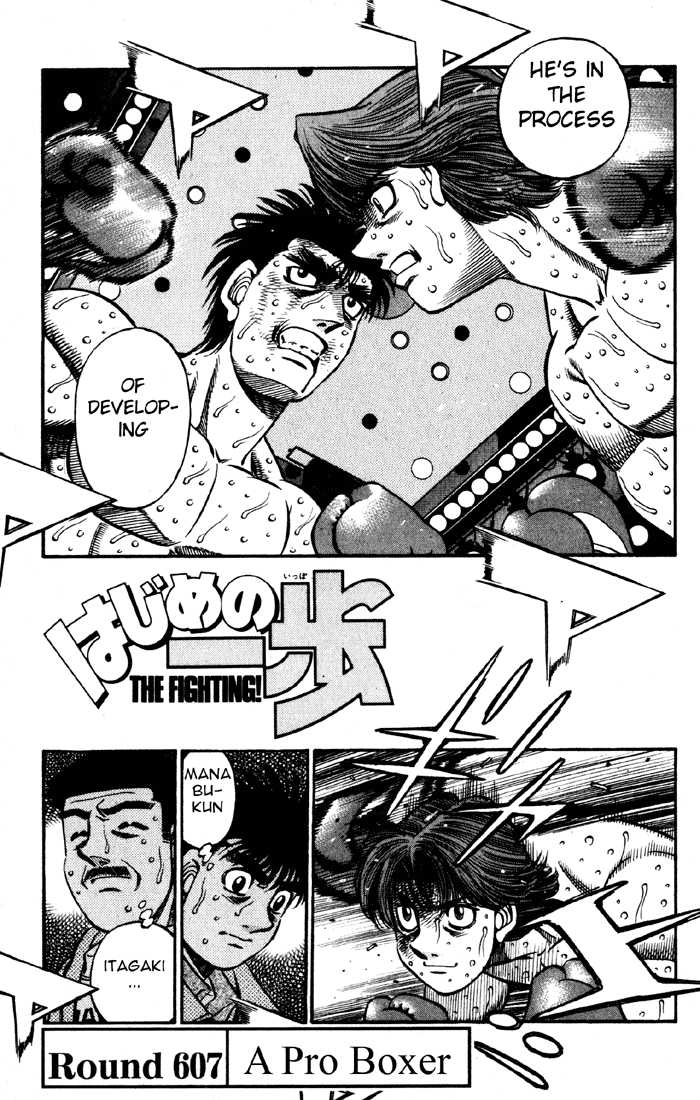 HE'S IN
THE
PROCESS
OF
DEVELOP-
ING
いっぽ
はじめの一歩
THE FIGHTING!
MANA
BU-
KUN
ITAGAKI
...
Round 607
A Pro Boxer